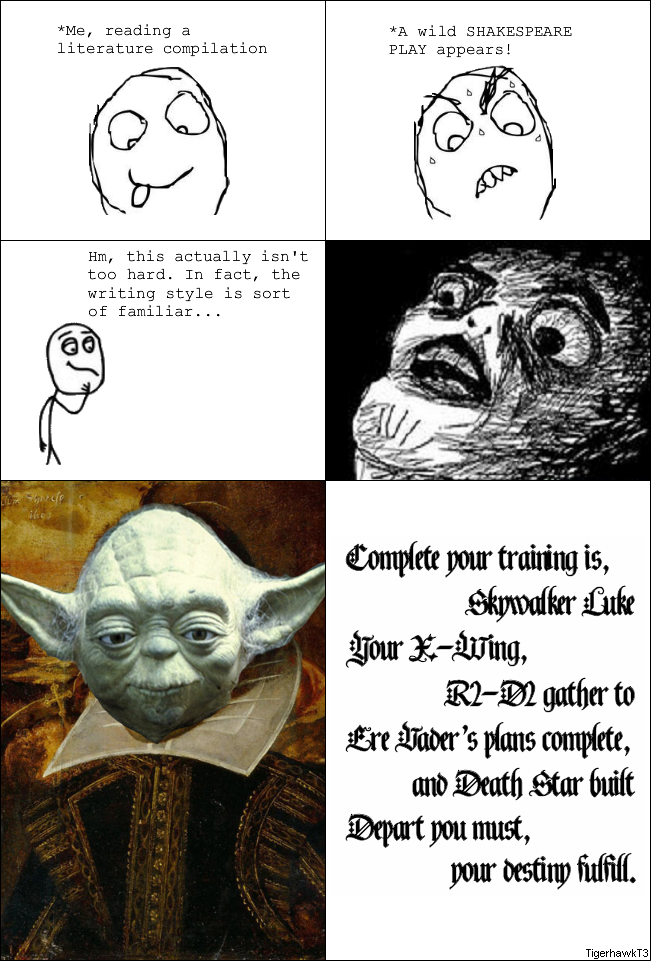 *Me, reading a
literature compilation
*A wild SHAKESPEARE
PLAY appears!
Hm, this actually isn't
too hard. In fact, the
writing style is sort
of familiar...
Complete your training is,
Skywalker Luke
Your X-Wing,
R2-D2 gather to
Ere Vader's plans complete,
and Death Star built
Depart you must,
your destiny fulfill.
TigerhawkT3